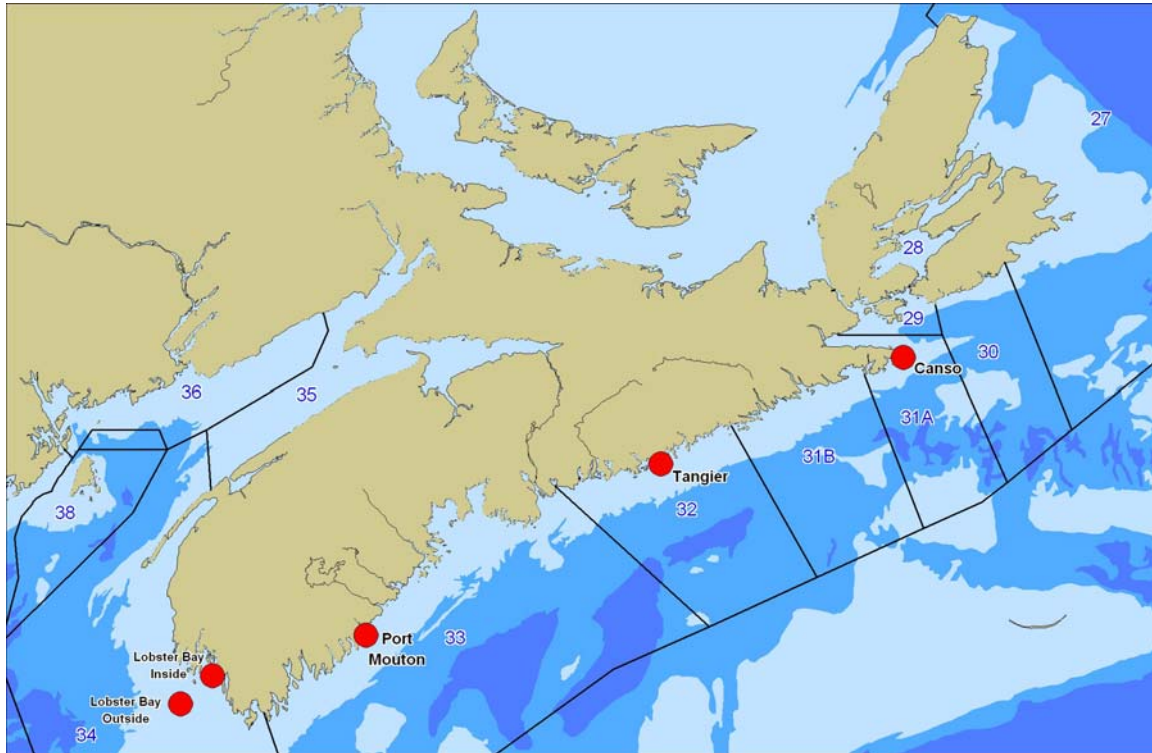 27
28
29
30
Canso
36
35
31A
31B
Tangier
32
38
33
Port
Mouton
Lobster Bay
Inside
Lobster Bay
Outside
34